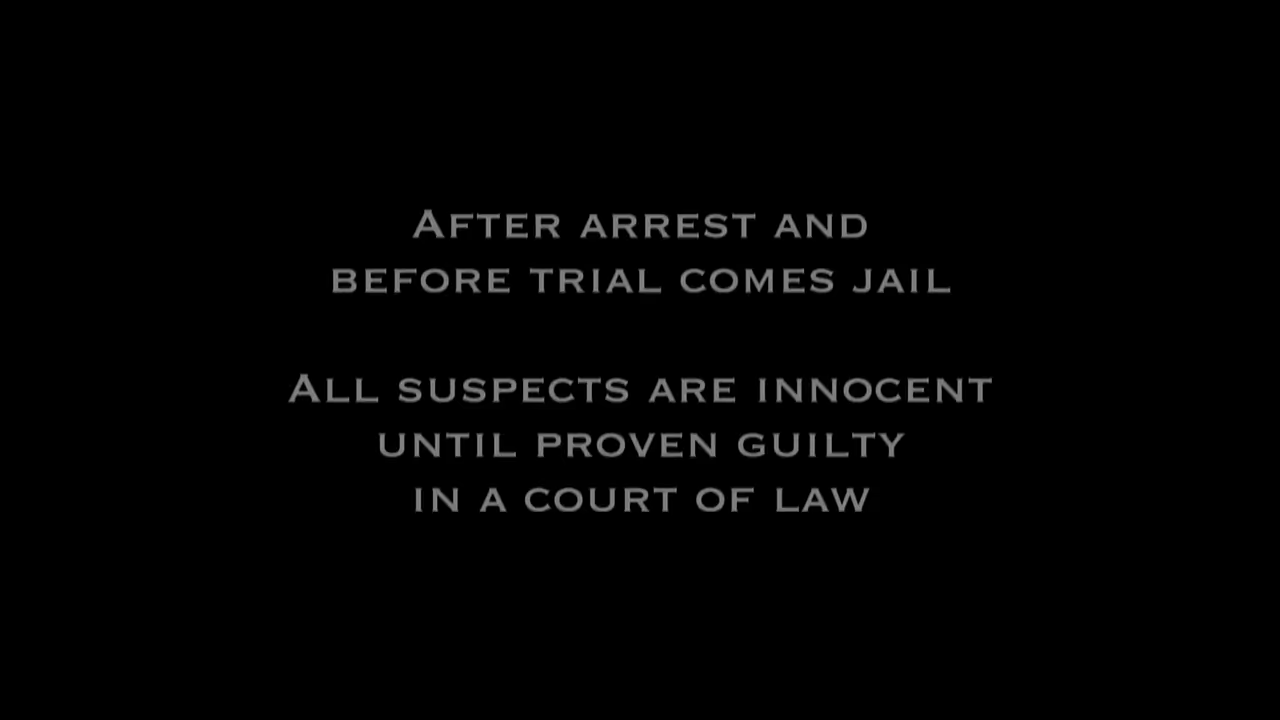 After arrest and
before trial comes jail
All suspects are innocent
until proven guilty
in a court of law